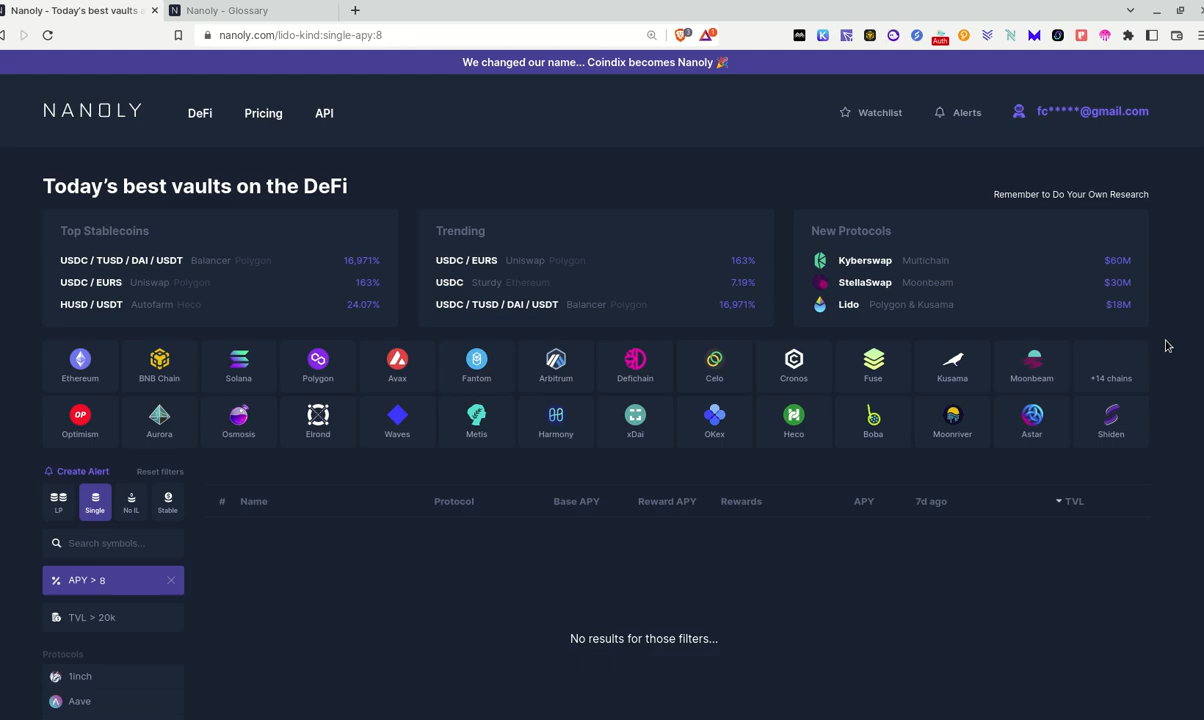 Nanoly - Today's best vaults
Nanoly - Glossary
nanoly.com/lido-kind:single-apy:8
3
1
Auth
We changed our name... Coindix becomes Nanoly 🎉
NANOLY
DeFi
Pricing
API
Watchlist
Alerts
fc*****@gmail.com
Today's best vaults on the DeFi
Remember to Do Your Own Research
Top Stablecoins
USDC / TUSD / DAI / USDT Balancer Polygon 16,971%
USDC / EURS Uniswap Polygon 163%
HUSD / USDT Autofarm Heco 24.07%
Trending
USDC / EURS Uniswap Polygon 163%
USDC Sturdy Ethereum 7.19%
USDC / TUSD / DAI / USDT Balancer Polygon 16,971%
New Protocols
Kyberswap Multichain $60M
StellaSwap Moonbeam $30M
Lido Polygon & Kusama $18M
Ethereum
BNB Chain
Solana
Polygon
Avax
Fantom
Arbitrum
Defichain
Celo
Cronos
Fuse
Kusama
Moonbeam
+14 chains
OP
Optimism
Aurora
Osmosis
Elrond
Waves
Metis
Harmony
xDai
OKex
Heco
Boba
Moonriver
Astar
Shiden
Create Alert
Reset filters
LP
Single
No IL
Stable
Search symbols...
APY > 8
TVL > 20k
Protocols
1inch
Aave
# Name Protocol Base APY Reward APY Rewards APY 7d ago TVL
No results for those filters...